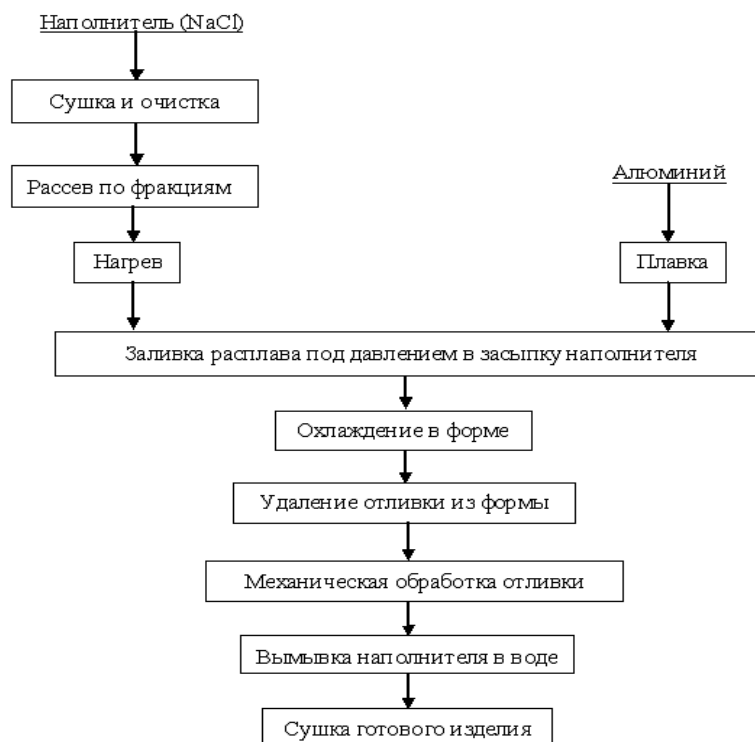 Наполнитель (NaCl)
Сушка и очистка
Рассев по фракциям
Алюминий
Нагрев
Плавка
Заливка расплава под давлением в засыпку наполнителя
Охлаждение в форме
Удаление отливки из формы
Механическая обработка отливки
Вымывка наполнителя в воде
Сушка готового изделия